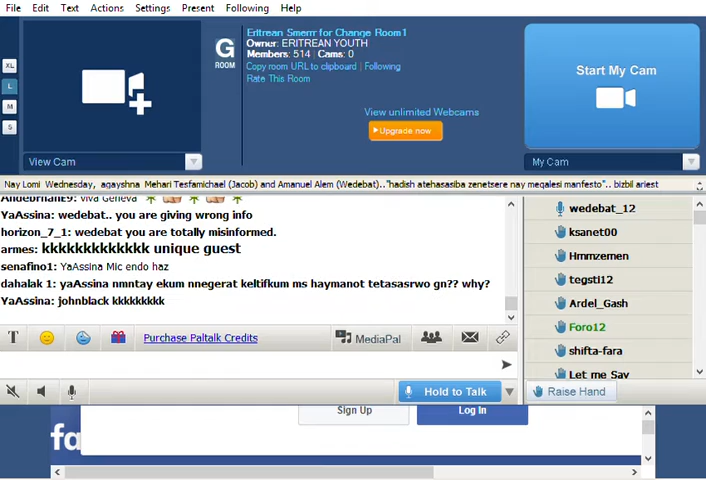 File Edit Text Actions Settings Present Following Help
XL
L
M
S
View Cam
G
ROOM
Eritrean Smerrr for Change Room1
Owner: ERITREAN YOUTH
Members: 514 Cams: 0
Copy room URL to clipboard | Following
Rate This Room
View unlimited Webcams
Upgrade now
Start My Cam
My Cam
Nay Lomi Wednesday, agayshna Mehari Tesfamichael (Jacob) and Amanuel Alem (Wedebat).."hadish atehasasiba zenetsere nay meqalesi manfesto".. bizbil ariest
Andebrhane9: viva Geneva
YaAssina: wedebat.. you are giving wrong info
horizon_7_1: wedebat you are totally misinformed.
armes: kkkkkkkkkkkkk unique guest
senafino1: YaAssina Mic endo haz
dahalak 1: yaAssina nmntay ekum nnegerat keltifkum ms haymanot tetasasrwo gn?? why?
YaAssina: johnblack kkkkkkkkk
wedebat_12
ksanet00
Hmmzemen
tegsti12
Ardel_Gash
Foro12
shifta-fara
Let me Say
T
Purchase Paltalk Credits
MediaPal
Hold to Talk
Raise Hand
fa
Sign Up
Log In